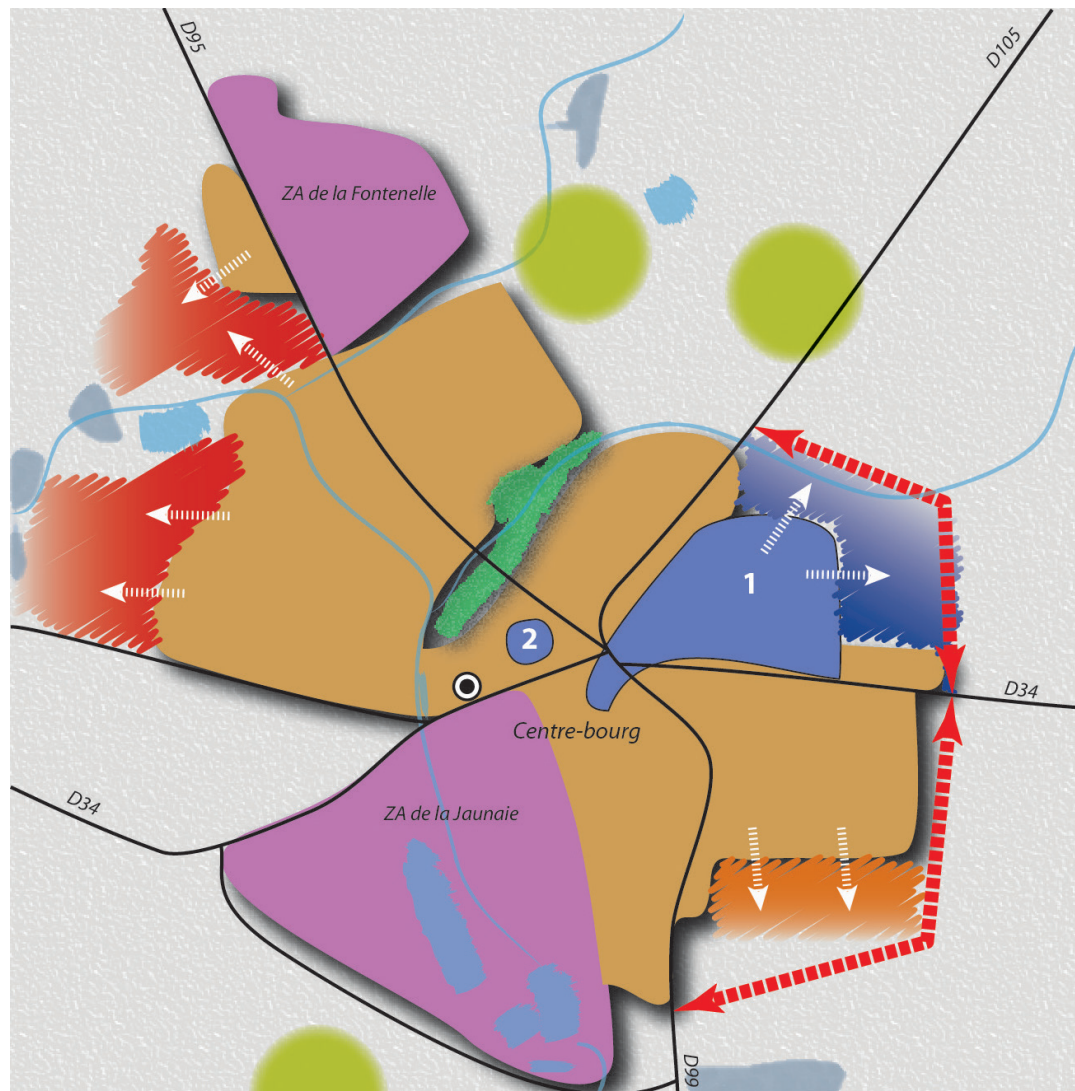 D95
D105
ZA de la Fontenelle
1
2
D34
Centre-bourg
D34
ZA de la Jaunaie
D99